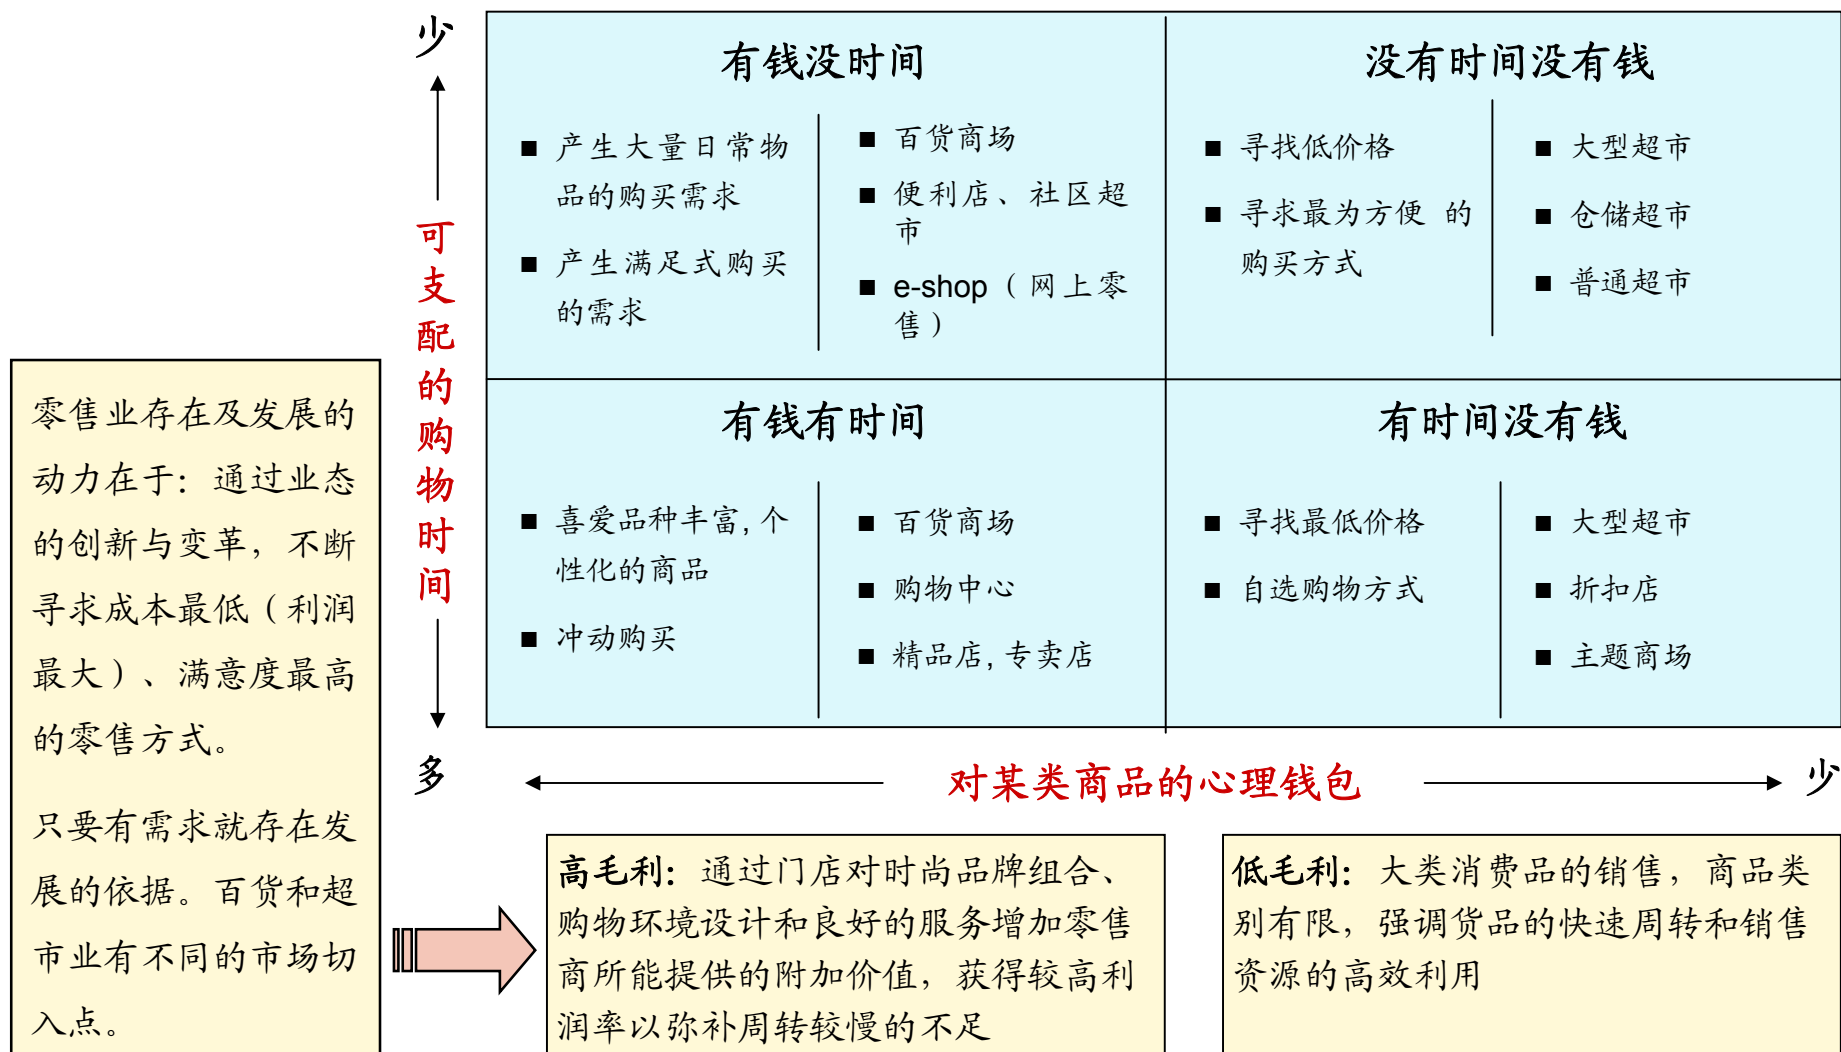 少
可
支
配
的
购
物
时
间
多
有钱没时间
■ 产生大量日常物
品的购买需求
■ 产生满足式购买
的需求
■ 百货商场
■ 便利店、社区超
市
■ e-shop（网上零
售）
没有时间没有钱
■ 寻找低价格
■ 寻求最为方便 的
购买方式
■ 大型超市
■ 仓储超市
■ 普通超市
有钱有时间
■ 喜爱品种丰富,个
性化的商品
■ 冲动购买
■ 百货商场
■ 购物中心
■ 精品店,专卖店
有时间没有钱
■ 寻找最低价格
■ 自选购物方式
■ 大型超市
■ 折扣店
■ 主题商场
对某类商品的心理钱包
少
零售业存在及发展的
动力在于：通过业态
的创新与变革，不断
寻求成本最低（利润
最大）、满意度最高
的零售方式。
只要有需求就存在发
展的依据。百货和超
市业有不同的市场切
入点。
高毛利：通过门店对时尚品牌组合、
购物环境设计和良好的服务增加零售
商所能提供的附加价值，获得较高利
润率以弥补周转较慢的不足
低毛利：大类消费品的销售，商品类
别有限，强调货品的快速周转和销售
资源的高效利用